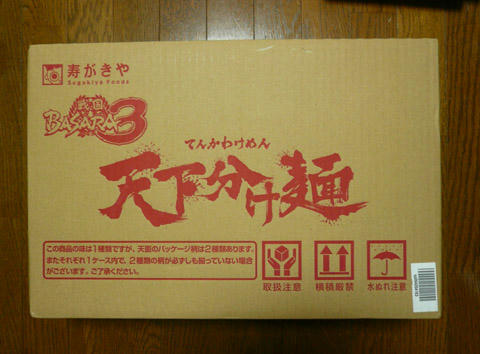 寿がきや
Sugakiya Foods
戦国
BASARA3
てんかわけめん
天下分け麺
この商品の味は1種類ですが、天面のパッケージ柄は2種類あります。
またそれぞれ1ケース内で、2種類の柄が必ずしも揃っていない場合
がございます。ご了承ください。
取扱注意
横積厳禁
水ぬれ注意